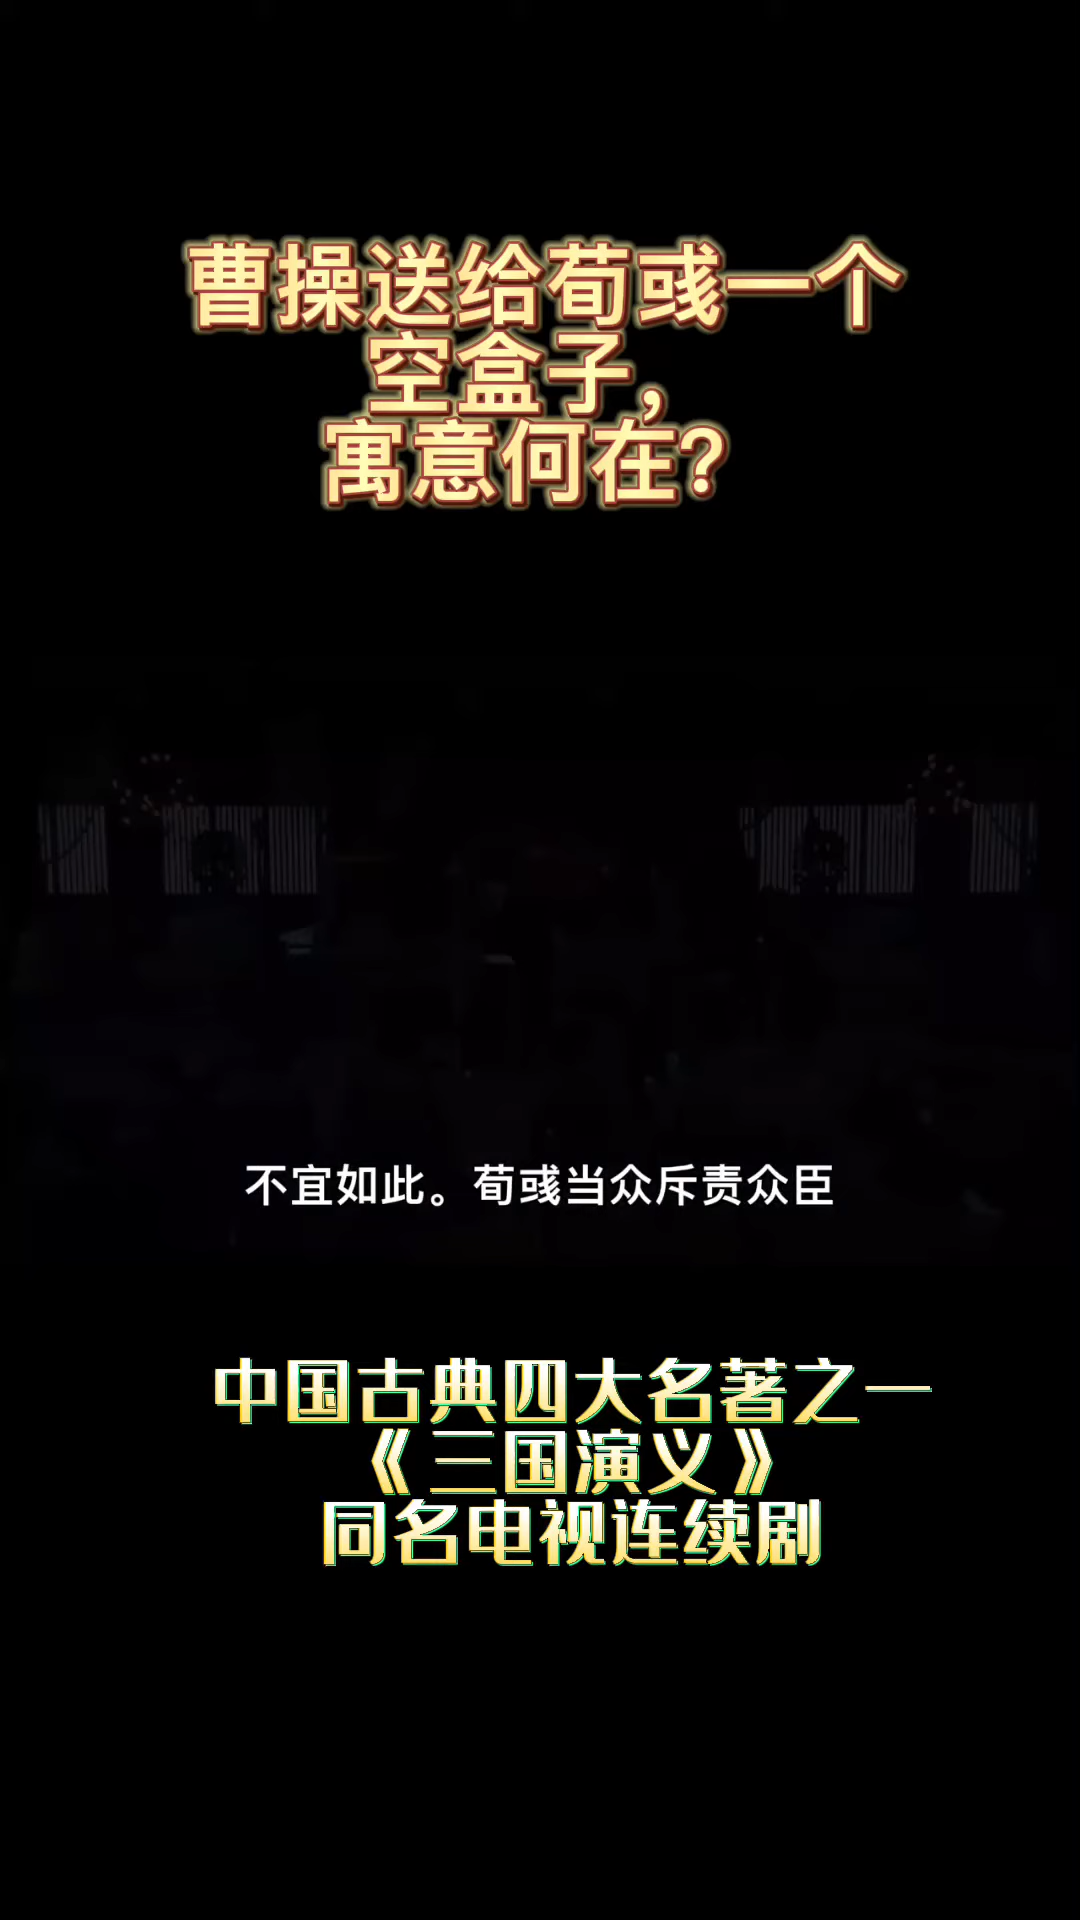 曹操送给荀彧一个
空盒子，
寓意何在？
不宜如此。荀彧当众斥责众臣
中国古典四大名著之一
《三国演义》
同名电视连续剧